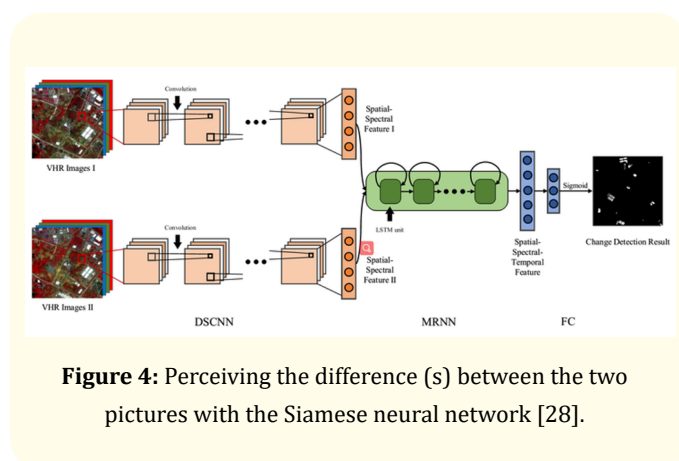 Convolution
Spatial-
Spectral
Feature I
VHR Images I
Sigmoid
LSTM unit
Convolution
Change Detection Result
Spatial-
Spectral
Feature II
Spatial-
Spectral-
Temporal
Feature
VHR Images II
DSCNN
MRNN
FC
Figure 4: Perceiving the difference (s) between the two
pictures with the Siamese neural network [28].